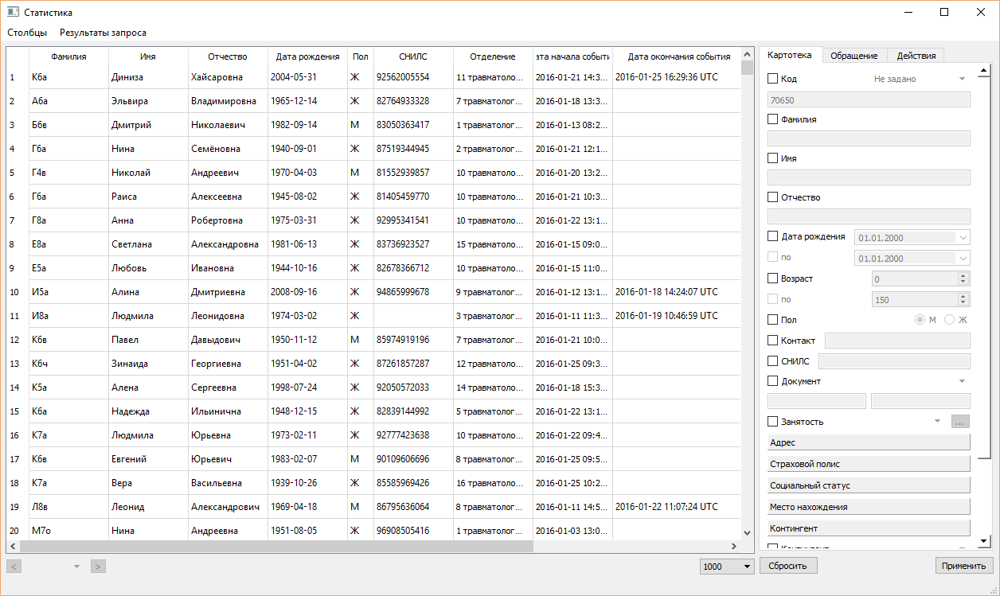 Статистика
Столбцы Результаты запроса
Фамилия Имя Отчество Дата рождения Пол СНИЛС Отделение ата начала событи Дата окончания события
1 К6а Диниза Хайсаровна 2004-05-31 Ж 92562005554 11 травматоло... 2016-01-21 14:3... 2016-01-25 16:29:36 UTC
2 А6а Эльвира Владимировна 1965-12-14 Ж 82764933328 7 травматолог... 2016-01-18 13:3...
3 Б6в Дмитрий Николаевич 1982-09-14 М 83050363417 1 травматолог... 2016-01-13 08:2...
4 Г6а Нина Семёновна 1940-09-01 Ж 87519344945 2 травматолог... 2016-01-21 12:1...
5 Г4в Николай Андреевич 1970-04-03 М 81552939857 10 травматоло... 2016-01-20 13:2...
6 Г6а Раиса Алексеевна 1945-08-02 Ж 81405459770 10 травматоло... 2016-01-21 10:3...
7 Г8а Анна Робертовна 1975-03-31 Ж 92995341541 10 травматоло... 2016-01-22 13:1...
8 Е8а Светлана Александровна 1981-06-13 Ж 83736923527 15 травматоло... 2016-01-15 09:0...
9 Е5а Любовь Ивановна 1944-10-16 Ж 82678366712 10 травматоло... 2016-01-15 11:0...
10 И5а Алина Дмитриевна 2008-09-16 Ж 94865999678 9 травматолог... 2016-01-12 13:1... 2016-01-18 14:24:07 UTC
11 И8а Людмила Леонидовна 1974-03-02 Ж 3 травматолог... 2016-01-11 11:3... 2016-01-19 10:46:59 UTC
12 К6в Павел Давыдович 1950-11-12 М 85974919196 7 травматолог... 2016-01-21 10:0...
13 К6ч Зинаида Георгиевна 1951-04-02 Ж 87261857287 12 травматоло... 2016-01-25 09:3...
14 К5а Алена Сергеевна 1998-07-24 Ж 92050572033 14 травматоло... 2016-01-18 15:3...
15 К6а Надежда Ильинична 1948-12-15 Ж 82839144992 5 травматолог... 2016-01-22 13:1...
16 К7а Людмила Юрьевна 1973-02-11 Ж 92777423638 10 травматоло... 2016-01-22 09:4...
17 К6в Евгений Юрьевич 1983-02-07 М 90109606696 8 травматолог... 2016-01-25 09:5...
18 К7а Вера Васильевна 1939-10-26 Ж 85585969426 16 травматоло... 2016-01-25 10:2...
19 Л8в Леонид Александрович 1969-04-18 М 86795636064 8 травматолог... 2016-01-11 14:5... 2016-01-22 11:07:24 UTC
20 М7о Нина Андреевна 1951-08-05 Ж 96908505416 1 травматолог... 2016-01-03 13:0...
< >
1000
Картотека Обращение Действия
Код Не задано
70650
Фамилия
Имя
Отчество
Дата рождения 01.01.2000
по 01.01.2000
Возраст 0
по 150
Пол М Ж
Контакт
СНИЛС
Документ
Занятость ...
Адрес
Страховой полис
Социальный статус
Место нахождения
Контингент
Сбросить Применить